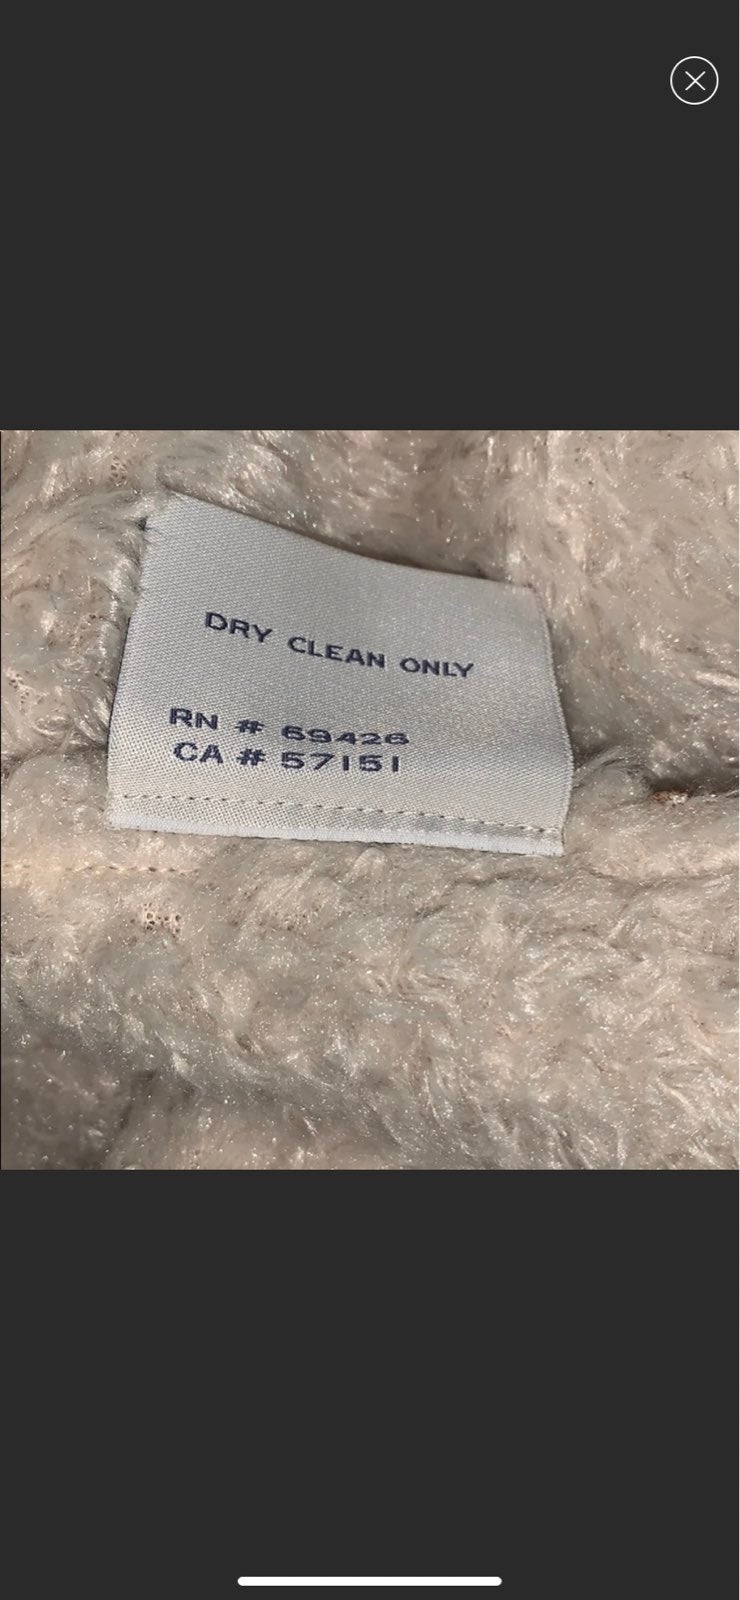 DRY CLEAN ONLY
RN # 69426
CA # 57151